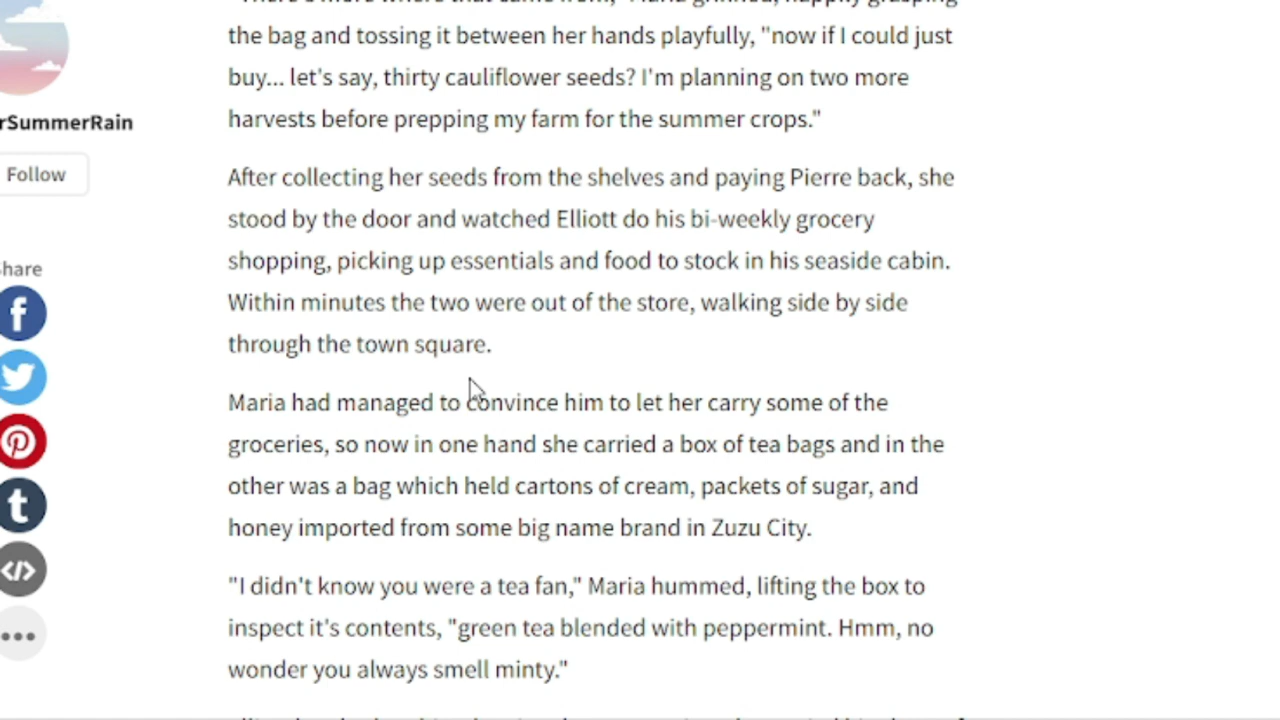 the bag and tossing it between her hands playfully, "now if I could just
buy... let's say, thirty cauliflower seeds? I'm planning on two more
harvests before prepping my farm for the summer crops."
rSummerRain
Follow
After collecting her seeds from the shelves and paying Pierre back, she
stood by the door and watched Elliott do his bi-weekly grocery
shopping, picking up essentials and food to stock in his seaside cabin.
Within minutes the two were out of the store, walking side by side
through the town square.
Share
Maria had managed to convince him to let her carry some of the
groceries, so now in one hand she carried a box of tea bags and in the
other was a bag which held cartons of cream, packets of sugar, and
honey imported from some big name brand in Zuzu City.
"I didn't know you were a tea fan," Maria hummed, lifting the box to
inspect it's contents, "green tea blended with peppermint. Hmm, no
wonder you always smell minty."